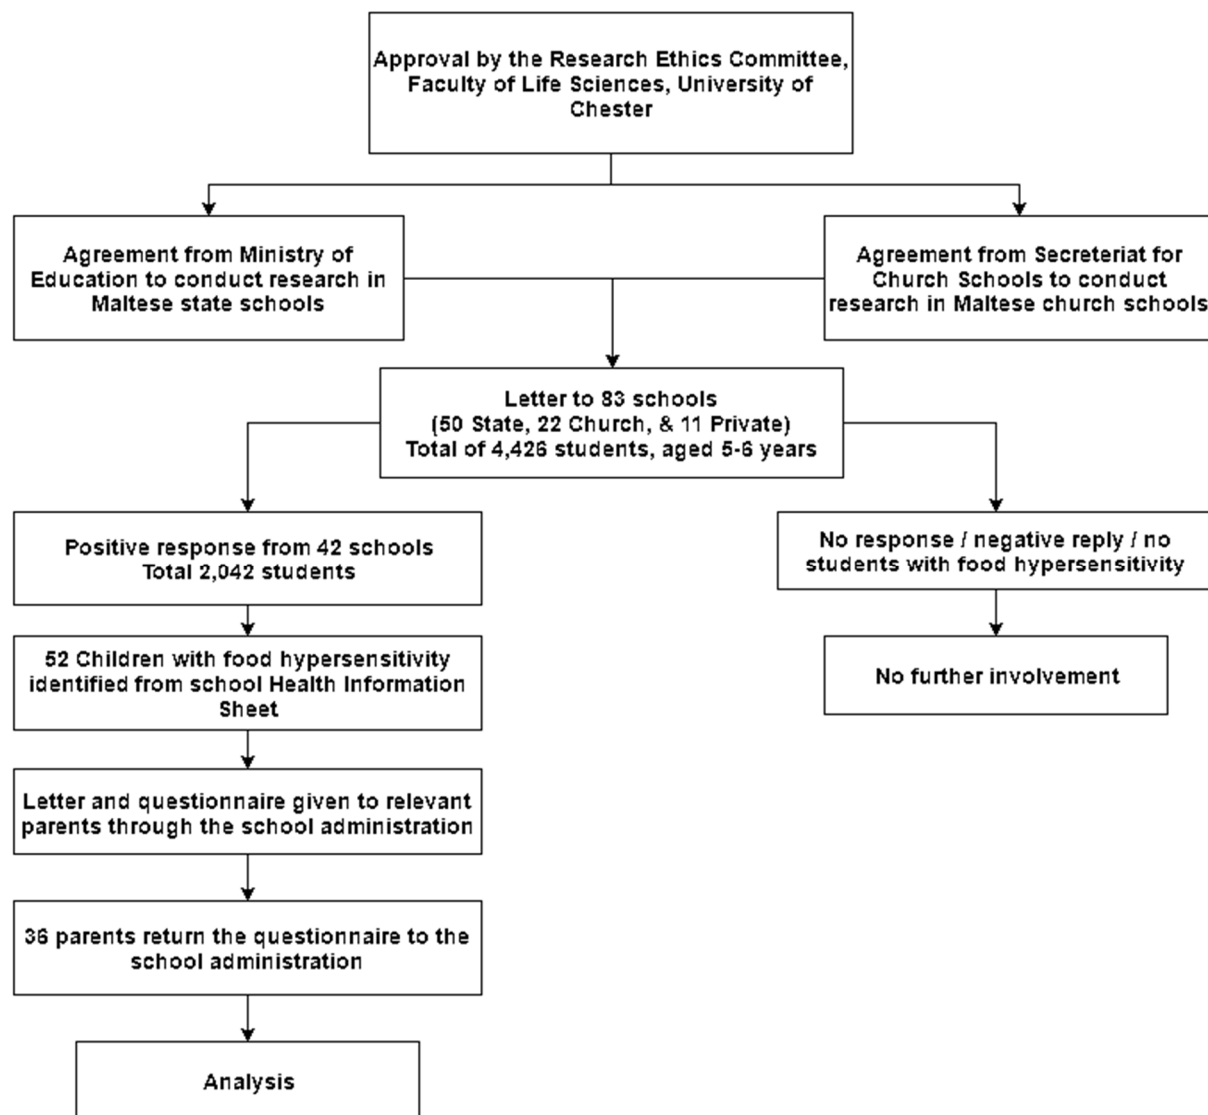 Approval by the Research Ethics Committee,
Faculty of Life Sciences, University of
Chester
Agreement from Ministry of
Education to conduct research in
Maltese state schools
Agreement from Secreteriat for
Church Schools to conduct
research in Maltese church schools
Letter to 83 schools
(50 State, 22 Church, & 11 Private)
Total of 4,426 students, aged 5-6 years
Positive response from 42 schools
Total 2,042 students
No response / negative reply / no
students with food hypersensitivity
52 Children with food hypersensitivity
identified from school Health Information
Sheet
No further involvement
Letter and questionnaire given to relevant
parents through the school administration
36 parents return the questionnaire to the
school administration
Analysis